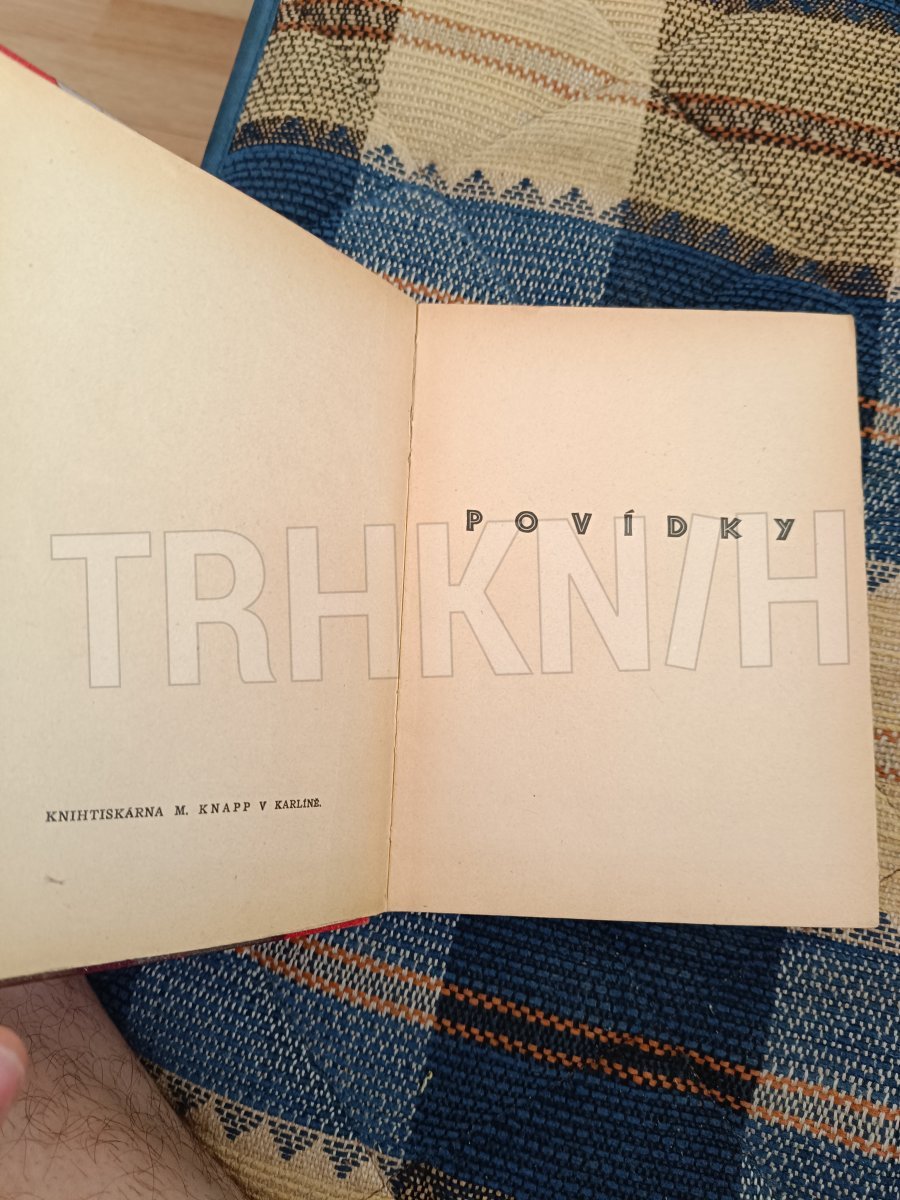 KNIHTISKÁRNA M. KNAPP V KARLÍNĚ.
POVÍDKY
TRHKNIH